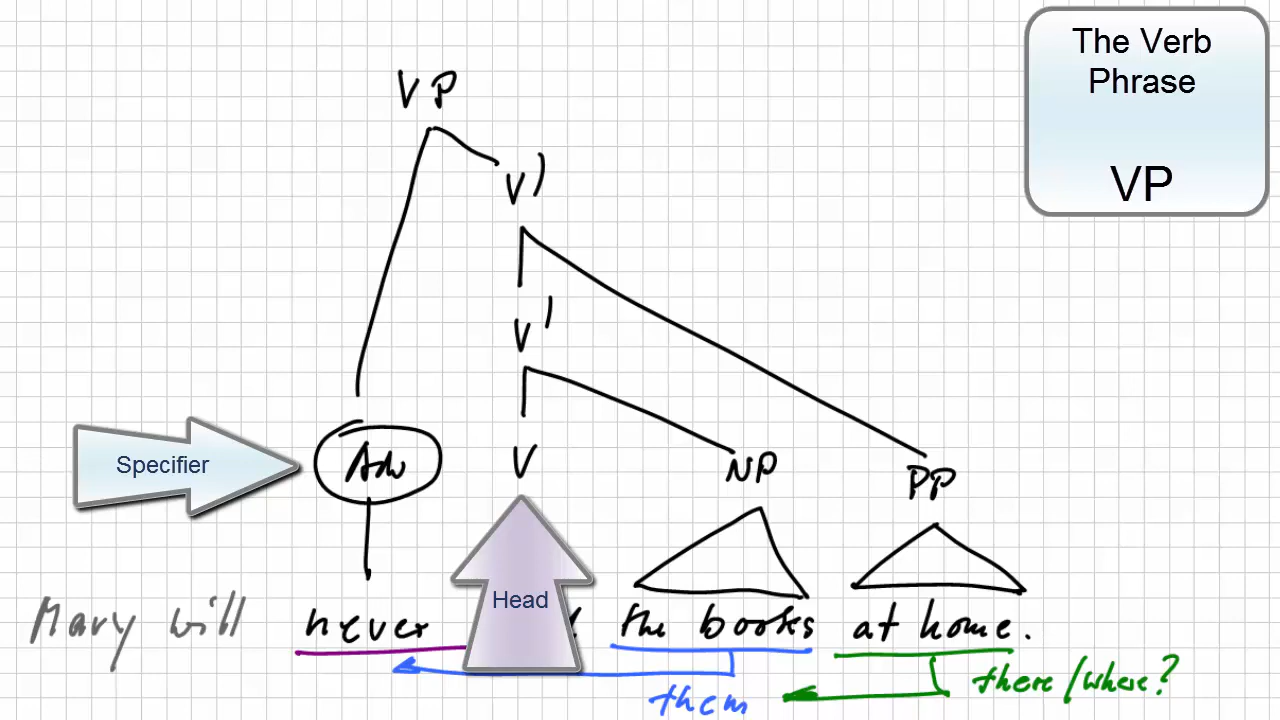 The Verb
Phrase
VP
VP
V'
V'
Specifier
Adv
V
NP
PP
Head
Mary will never the books at home.
them
there/where?